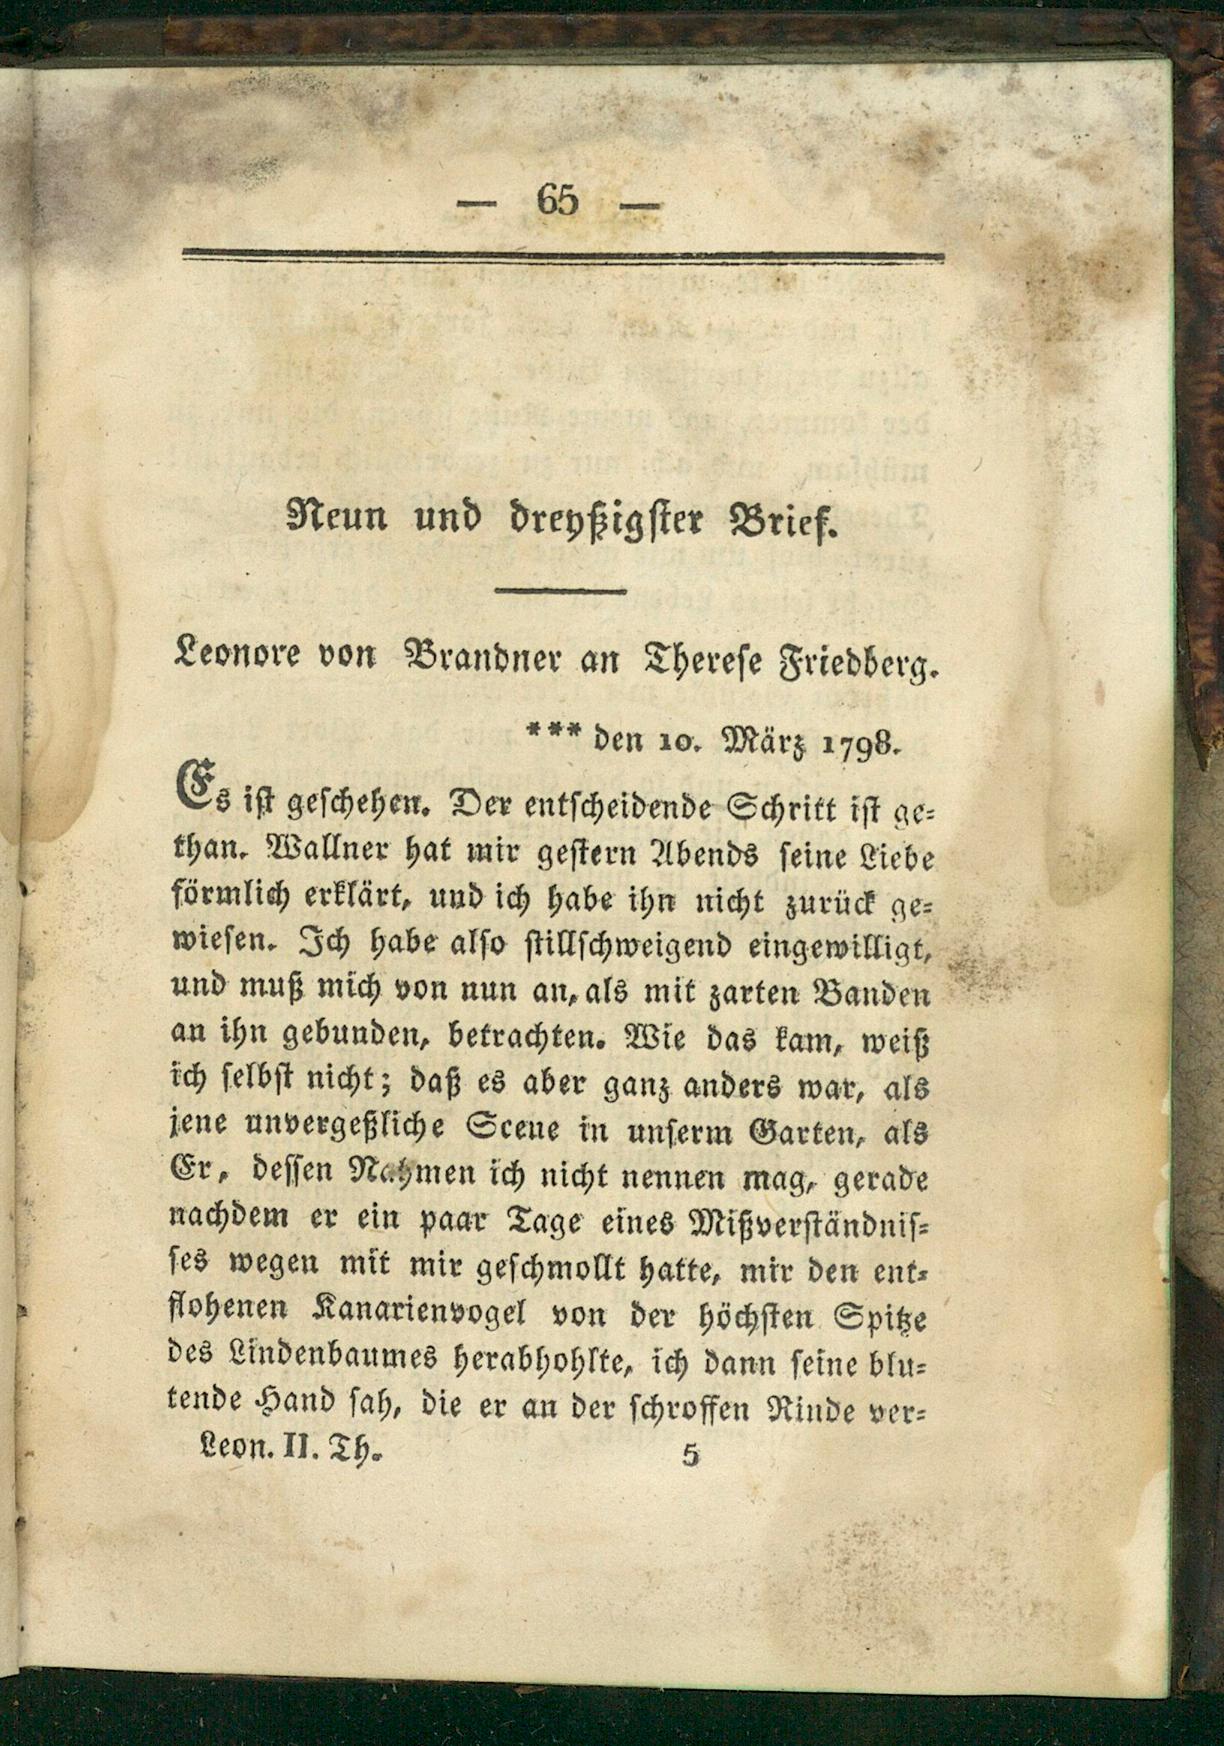 — 65 —
Neun und dreyßigster Brief.
Leonore von Brandner an Therese Friedberg.
*** den 10. März 1798.
Es ist geschehen. Der entscheidende Schritt ist ge-
than. Wallner hat mir gestern Abends seine Liebe
förmlich erklärt, und ich habe ihn nicht zurück ge-
wiesen. Ich habe also stillschweigend eingewilligt,
und muß mich von nun an, als mit zarten Banden
an ihn gebunden, betrachten. Wie das kam, weiß
ich selbst nicht; daß es aber ganz anders war, als
jene unvergeßliche Scene in unserm Garten, als
Er, dessen Nahmen ich nicht nennen mag, gerade
nachdem er ein paar Tage eines Mißverständnis-
ses wegen mit mir geschmollt hatte, mir den ent-
flohenen Kanarienvogel von der höchsten Spitze
des Lindenbaumes herabhohlte, ich dann seine blu-
tende Hand sah, die er an der schroffen Rinde ver-
Leon. II. Th. 5